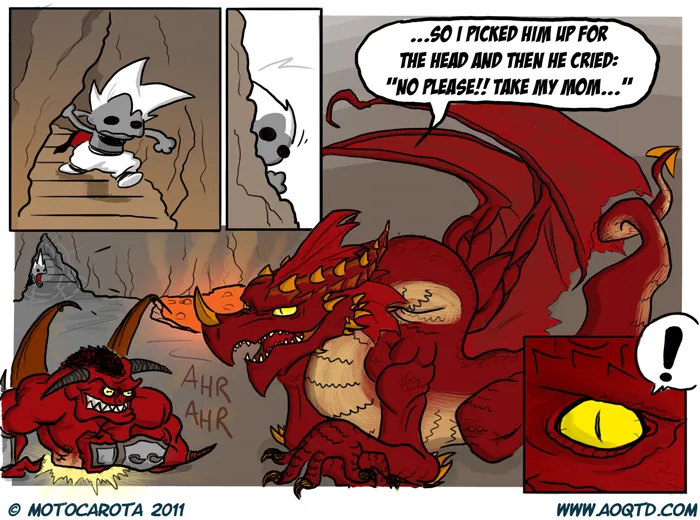 ...SO I PICKED HIM UP FOR
THE HEAD AND THEN HE CRIED:
"NO PLEASE!! TAKE MY MOM..."
AHR
AHR
!
© MOTOCAROTA 2011
WWW.AOQTD.COM